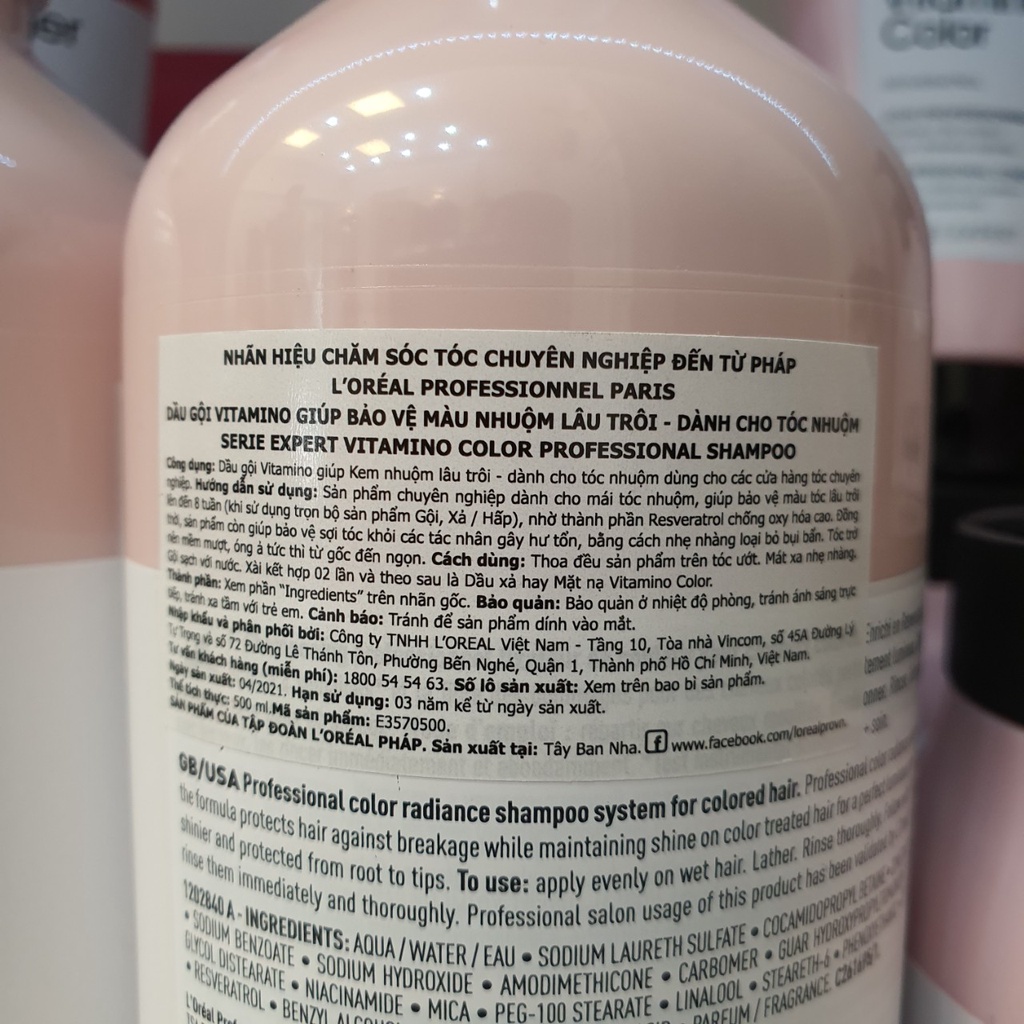 Color
NHÃN HIỆU CHĂM SÓC TÓC CHUYÊN NGHIỆP ĐẾN TỪ PHÁP
L'ORÉAL PROFESSIONNEL PARIS
DẦU GỘI VITAMINO GIÚP BẢO VỆ MÀU NHUỘM LÂU TRÔI - DÀNH CHO TÓC NHUỘM
SERIE EXPERT VITAMINO COLOR PROFESSIONAL SHAMPOO
Công dụng: Dầu gội Vitamino giúp Kem nhuộm lâu trôi - dành cho tóc nhuộm dùng cho các cửa hàng tóc chuyên
nghiệp. Hướng dẫn sử dụng: Sản phẩm chuyên nghiệp dành cho mái tóc nhuộm, giúp bảo vệ màu tóc lâu trôi
lên đến 8 tuần (khi sử dụng trọn bộ sản phẩm Gội, Xả / Hấp), nhờ thành phần Resveratrol chống oxy hóa cao. Đồng
thời, sản phẩm còn giúp bảo vệ sợi tóc khỏi các tác nhân gây hư tổn, bằng cách nhẹ nhàng loại bỏ bụi bẩn. Tóc trở
nên mềm mượt, óng ả tức thì từ gốc đến ngọn. Cách dùng: Thoa đều sản phẩm trên tóc ướt. Mát xa nhẹ nhàng.
Gội sạch với nước. Xài kết hợp 02 lần và theo sau là Dầu xả hay Mặt nạ Vitamino Color.
Thành phần: Xem phần "Ingredients" trên nhãn gốc. Bảo quản: Bảo quản ở nhiệt độ phòng, tránh ánh sáng trực
tiếp, tránh xa tầm với trẻ em. Cảnh báo: Tránh để sản phẩm dính vào mắt.
Nhập khẩu và phân phối bởi: Công ty TNHH L'OREAL Việt Nam - Tầng 10, Tòa nhà Vincom, số 45A Đường Lý
Tự Trọng và số 72 Đường Lê Thánh Tôn, Phường Bến Nghé, Quận 1, Thành phố Hồ Chí Minh, Việt Nam.
Tư vấn khách hàng (miễn phí): 1800 54 54 63. Số lô sản xuất: Xem trên bao bì sản phẩm.
Ngày sản xuất: 04/2021. Hạn sử dụng: 03 năm kể từ ngày sản xuất.
Thể tích thực: 500 ml.Mã sản phẩm: E3570500.
SẢN PHẨM CỦA TẬP ĐOÀN L'ORÉAL PHÁP. Sản xuất tại: Tây Ban Nha. f www.facebook.com/lorealprovn.
GB/USA Professional color radiance shampoo system for colored hair. Professional color
the formula protects hair against breakage while maintaining shine on color treated hair for a perfect
shinier and protected from root to tips. To use: apply evenly on wet hair. Lather. Rinse thoroughly.
rinse them immediately and thoroughly. Professional salon usage of this product has been
1202840 A - INGREDIENTS: AQUA / WATER / EAU • SODIUM LAURETH SULFATE • COCAMIDOPROPYL BETAINE
• SODIUM BENZOATE • SODIUM HYDROXIDE • AMODIMETHICONE • CARBOMER • GUAR
GLYCOL DISTEARATE • NIACINAMIDE • MICA • PEG-100 STEARATE • LINALOOL • STEARETH-6
• RESVERATROL • BENZYL PARFUM / FRAGRANCE.
L'Oréal